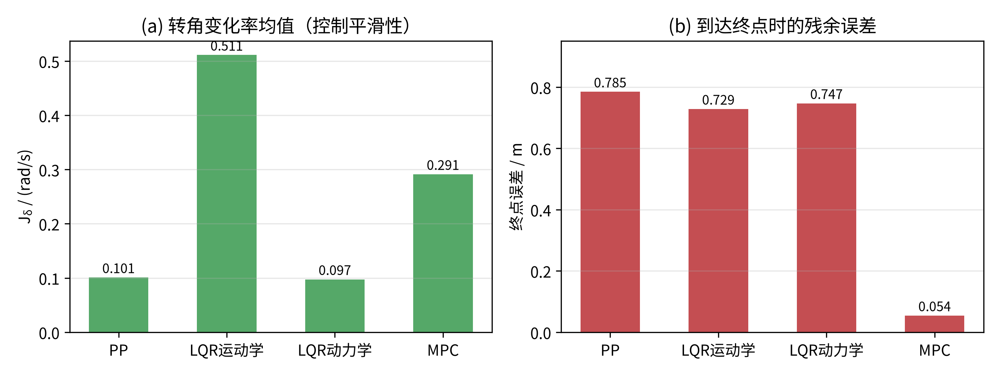 (a) 转角变化率均值（控制平滑性）
J_δ / (rad/s)
0.5
0.4
0.3
0.2
0.1
0.0
0.101
0.511
0.097
0.291
PP
LQR运动学
LQR动力学
MPC
(b) 到达终点时的残余误差
终点误差 / m
0.8
0.6
0.4
0.2
0.0
0.785
0.729
0.747
0.054
PP
LQR运动学
LQR动力学
MPC